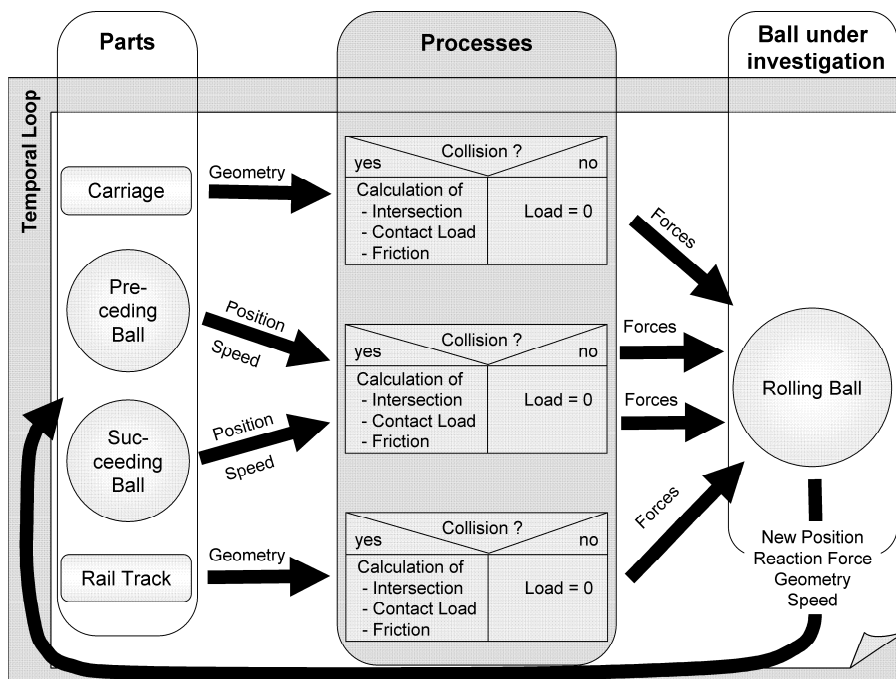 Parts
Processes
Ball under
investigation
Temporal Loop
Carriage
Geometry
Collision ?
yes
no
Calculation of
- Intersection
- Contact Load
- Friction
Load = 0
Forces
Pre-
ceding
Ball
Position
Speed
Collision ?
yes
no
Calculation of
- Intersection
- Contact Load
- Friction
Load = 0
Forces
Forces
Rolling Ball
Suc-
ceeding
Ball
Position
Speed
Rail Track
Geometry
Collision ?
yes
no
Calculation of
- Intersection
- Contact Load
- Friction
Load = 0
Forces
New Position
Reaction Force
Geometry
Speed